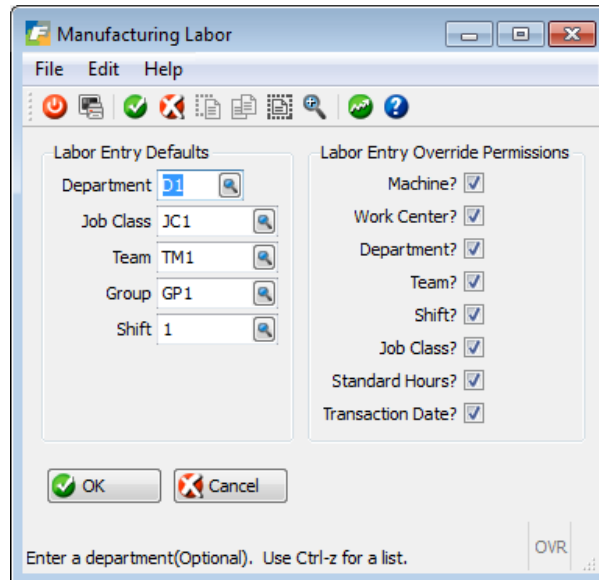 Manufacturing Labor
File Edit Help
Labor Entry Defaults
Department D1
Job Class JC1
Team TM1
Group GP1
Shift 1
Labor Entry Override Permissions
Machine?
Work Center?
Department?
Team?
Shift?
Job Class?
Standard Hours?
Transaction Date?
OK Cancel
Enter a department(Optional). Use Ctrl-z for a list.
OVR